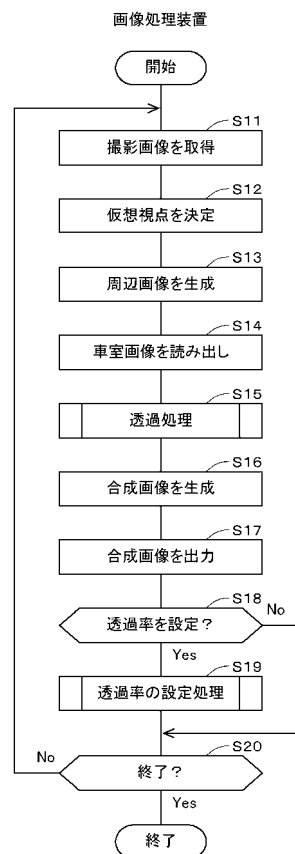 画像処理装置
開始
S11
撮影画像を取得
S12
仮想視点を決定
S13
周辺画像を生成
S14
車室画像を読み出し
S15
透過処理
S16
合成画像を生成
S17
合成画像を出力
S18
透過率を設定?
No
Yes
S19
透過率の設定処理
S20
No
終了?
Yes
終了